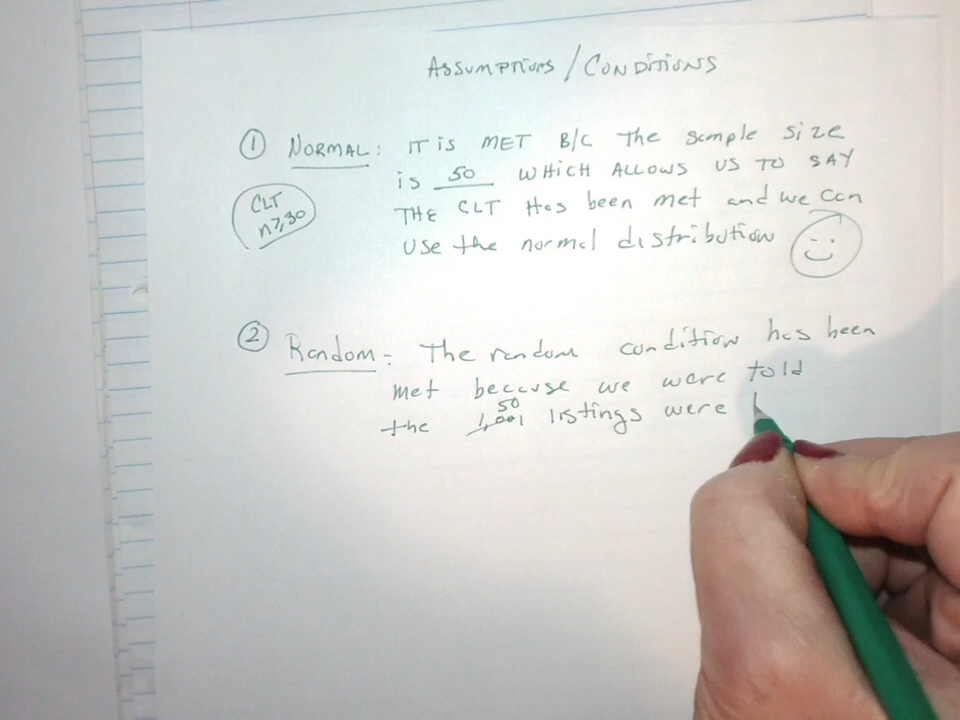 ASSUMPTIONS / CONDITIONS
① NORMAL: IT is MET B/C the sample size
is 50 WHICH ALLOWS US TO SAY
THE CLT Has been met and we can
use the normal distribution
CLT
n≥30
② Random: The random condition has been
met because we were told
50
the 1,001 listings were